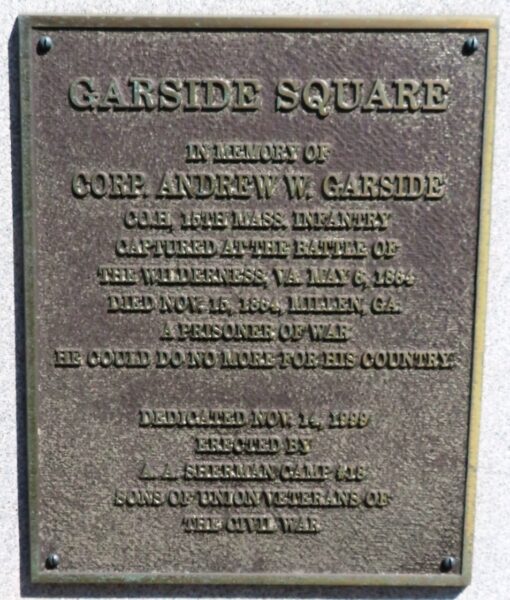 GARSIDE SQUARE
IN MEMORY OF
CORP. ANDREW W. GARSIDE
CO.H, 15TH MASS. INFANTRY
CAPTURED AT THE BATTLE OF
THE WILDERNESS, VA. MAY 6, 1864
DIED NOV. 15, 1864, MILLEN, GA.
A PRISONER OF WAR
HE COULD DO NO MORE FOR HIS COUNTRY.
DEDICATED NOV. 14, 1999
ERECTED BY
A. A. SHERMAN CAMP #18
SONS OF UNION VETERANS OF
THE CIVIL WAR